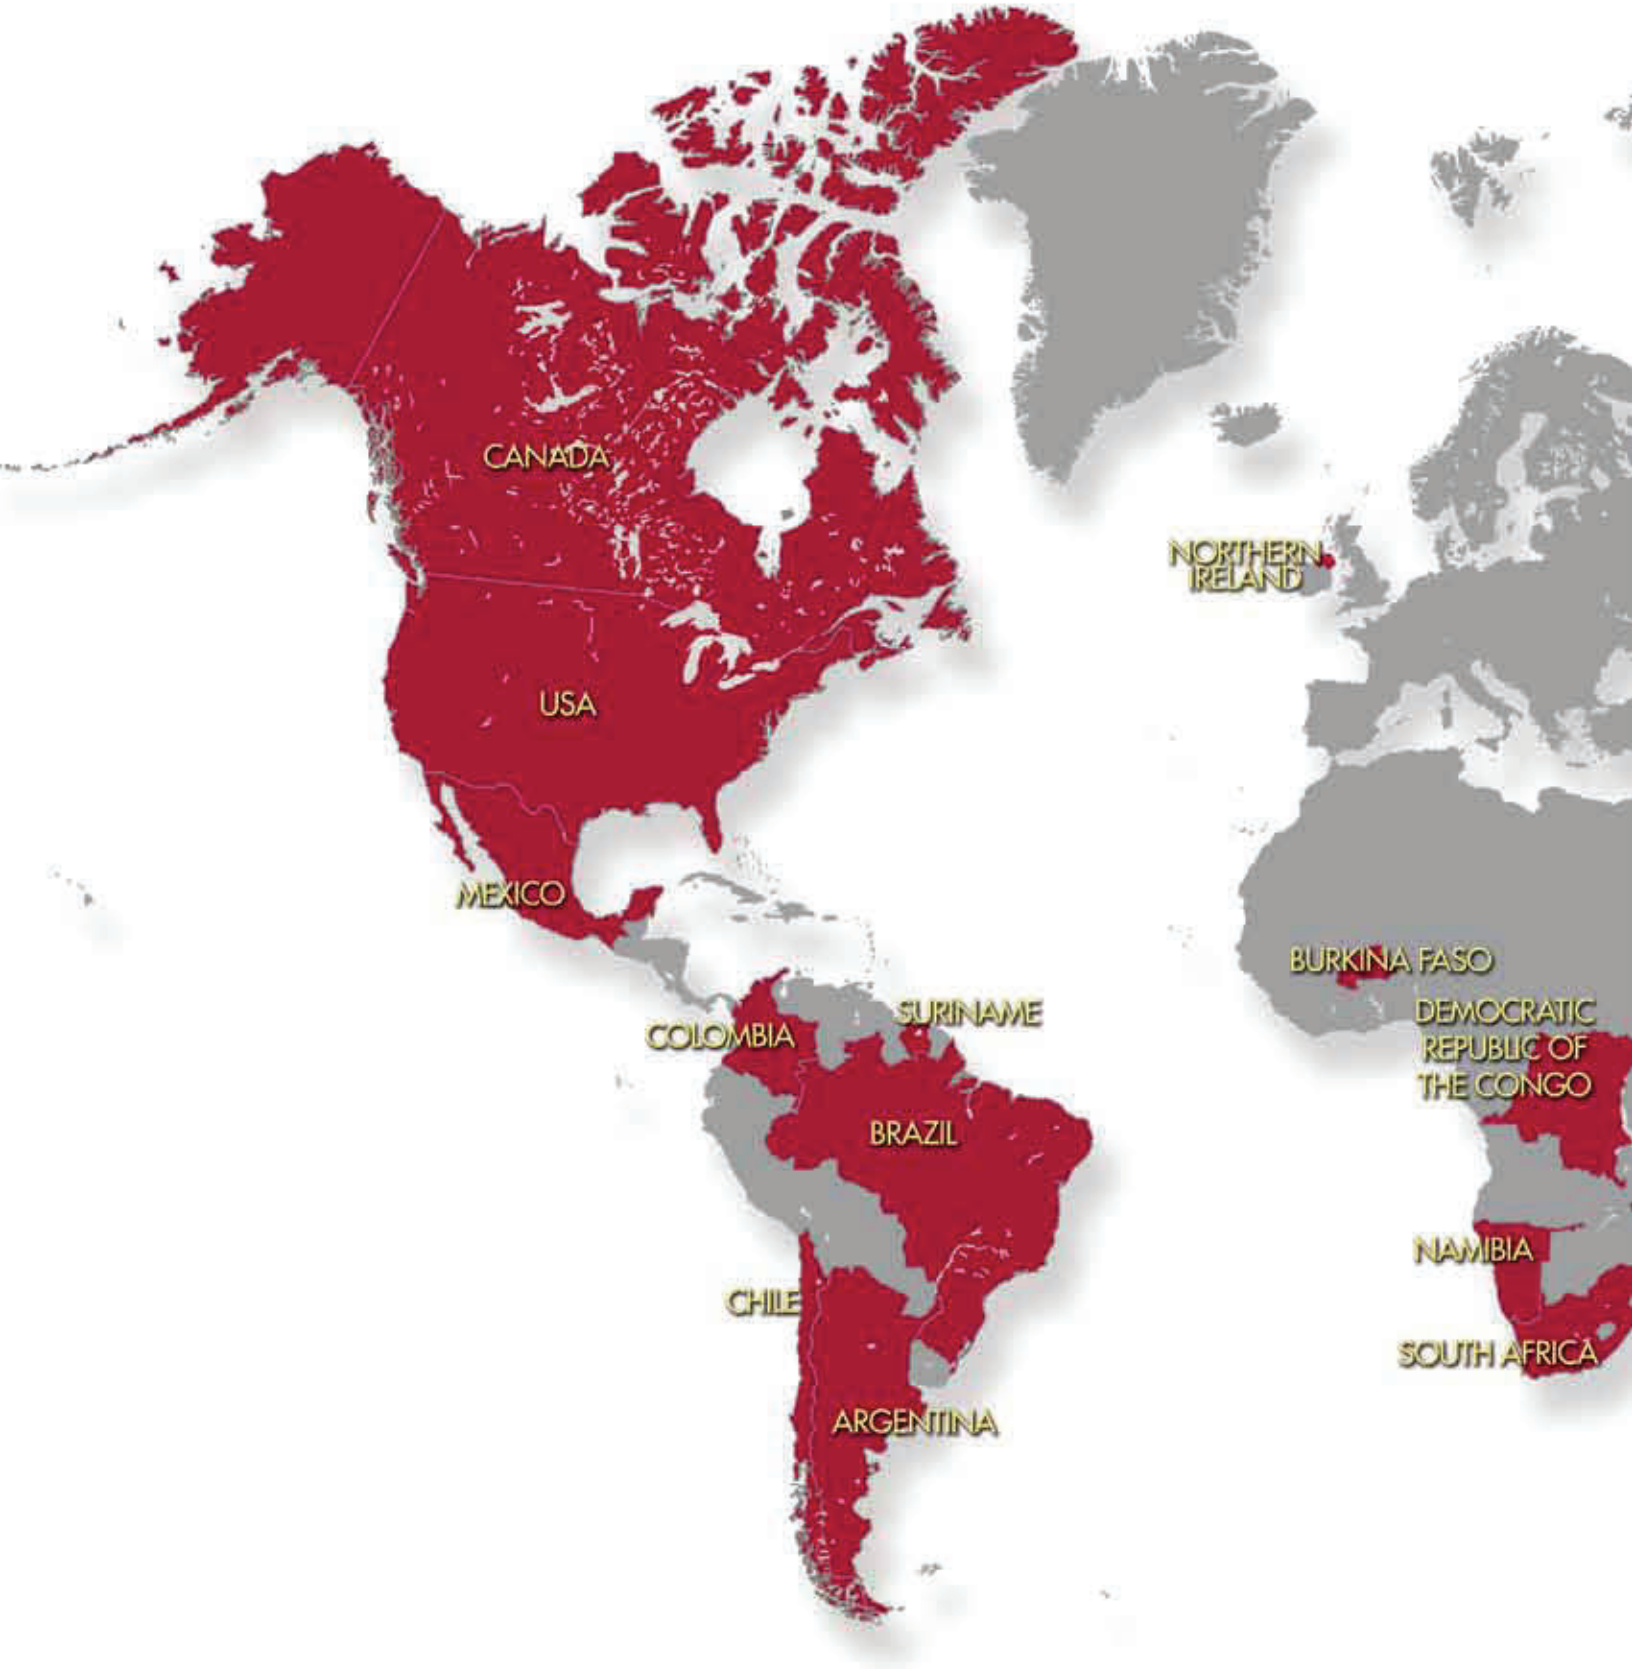 CANADA
NORTHERN
IRELAND
USA
MEXICO
BURKINA FASO
SURINAME
DEMOCRATIC
REPUBLIC OF
THE CONGO
COLOMBIA
BRAZIL
NAMIBIA
CHILE
SOUTH AFRICA
ARGENTINA